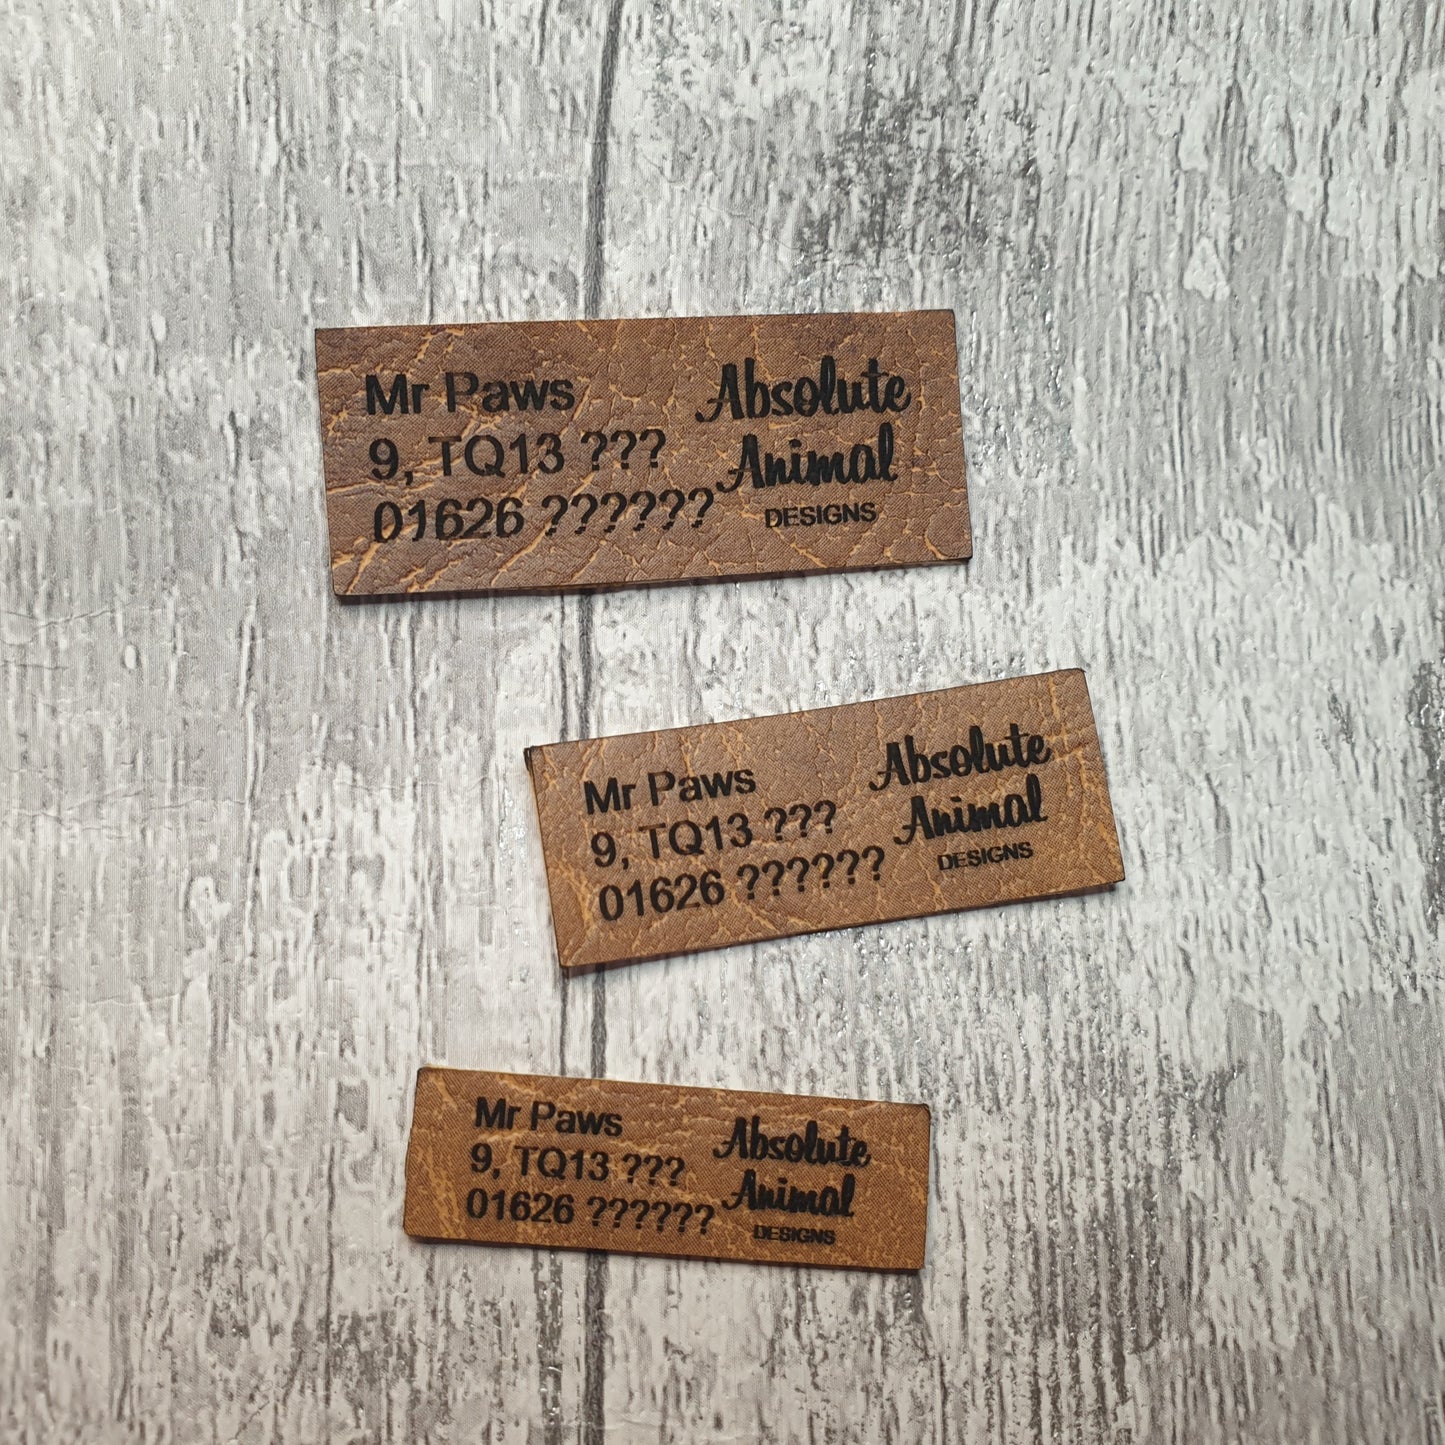 Mr Paws
9, TQ13 ???
01626 ??????
Absolute
Animal
DESIGNS
Mr Paws
9, TQ13 ???
01626 ??????
Absolute
Animal
DESIGNS
Mr Paws
9, TQ13 ???
01626 ??????
Absolute
Animal
DESIGNS